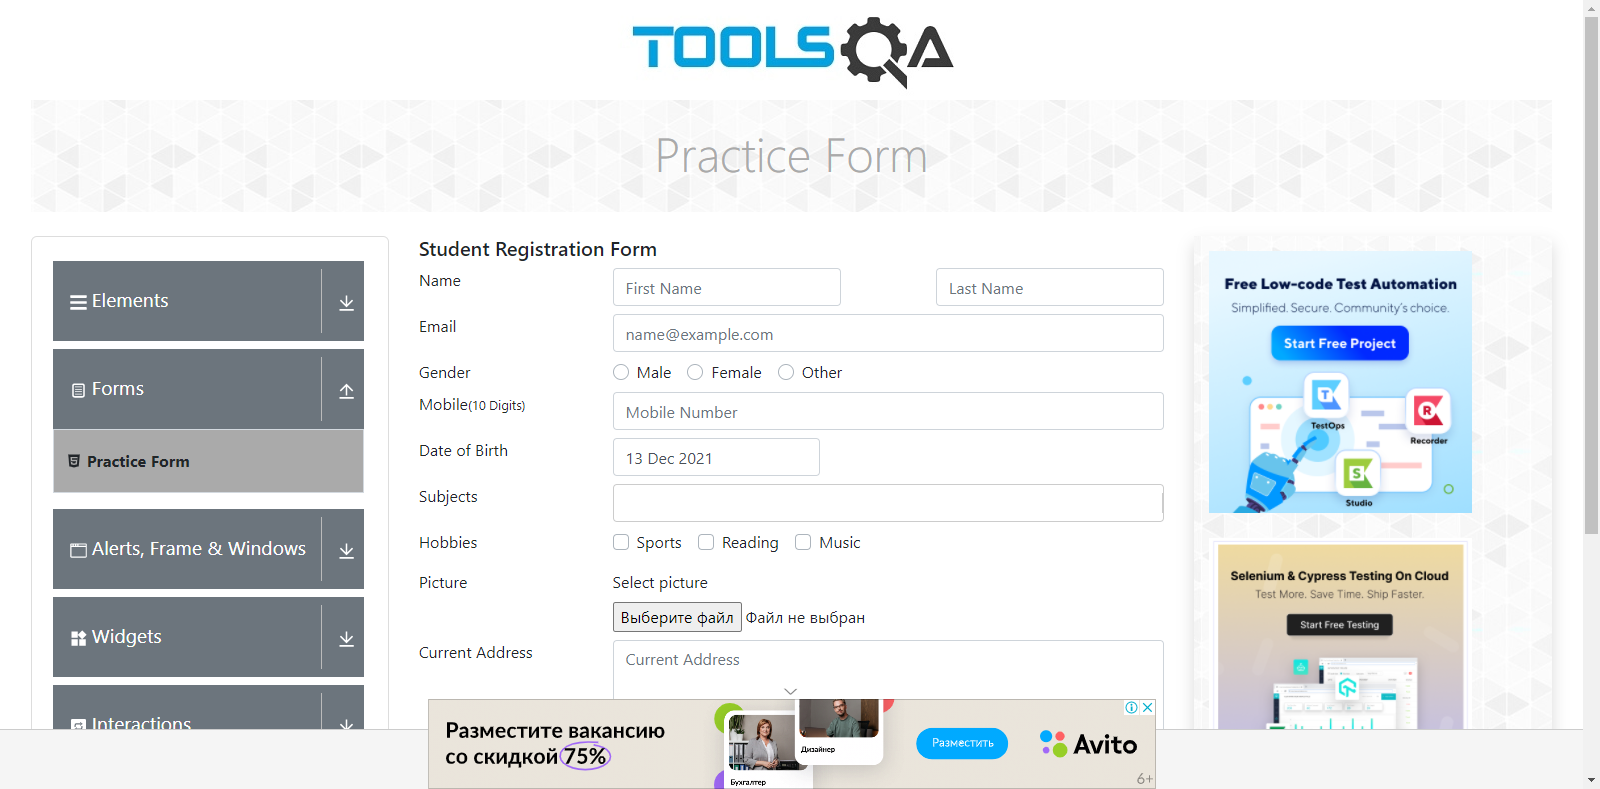 TOOLSQA
Practice Form
Elements
Forms
Practice Form
Alerts, Frame & Windows
Widgets
Interactions
Student Registration Form
Name
First Name
Last Name
Email
name@example.com
Gender
Male
Female
Other
Mobile(10 Digits)
Mobile Number
Date of Birth
13 Dec 2021
Subjects
Hobbies
Sports
Reading
Music
Picture
Select picture
Выберите файл Файл не выбран
Current Address
Current Address
Free Low-code Test Automation
Simplified. Secure. Community's choice.
Start Free Project
TestOps
Recorder
Studio
Selenium & Cypress Testing On Cloud
Test More. Save Time. Ship Faster.
Start Free Testing
Разместите вакансию
со скидкой 75%
Дизайнер
Бухгалтер
Разместить
Avito
6+